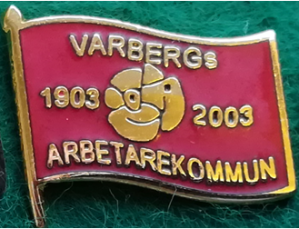 VARBERGs
1903 2003
ARBETAREKOMMUN